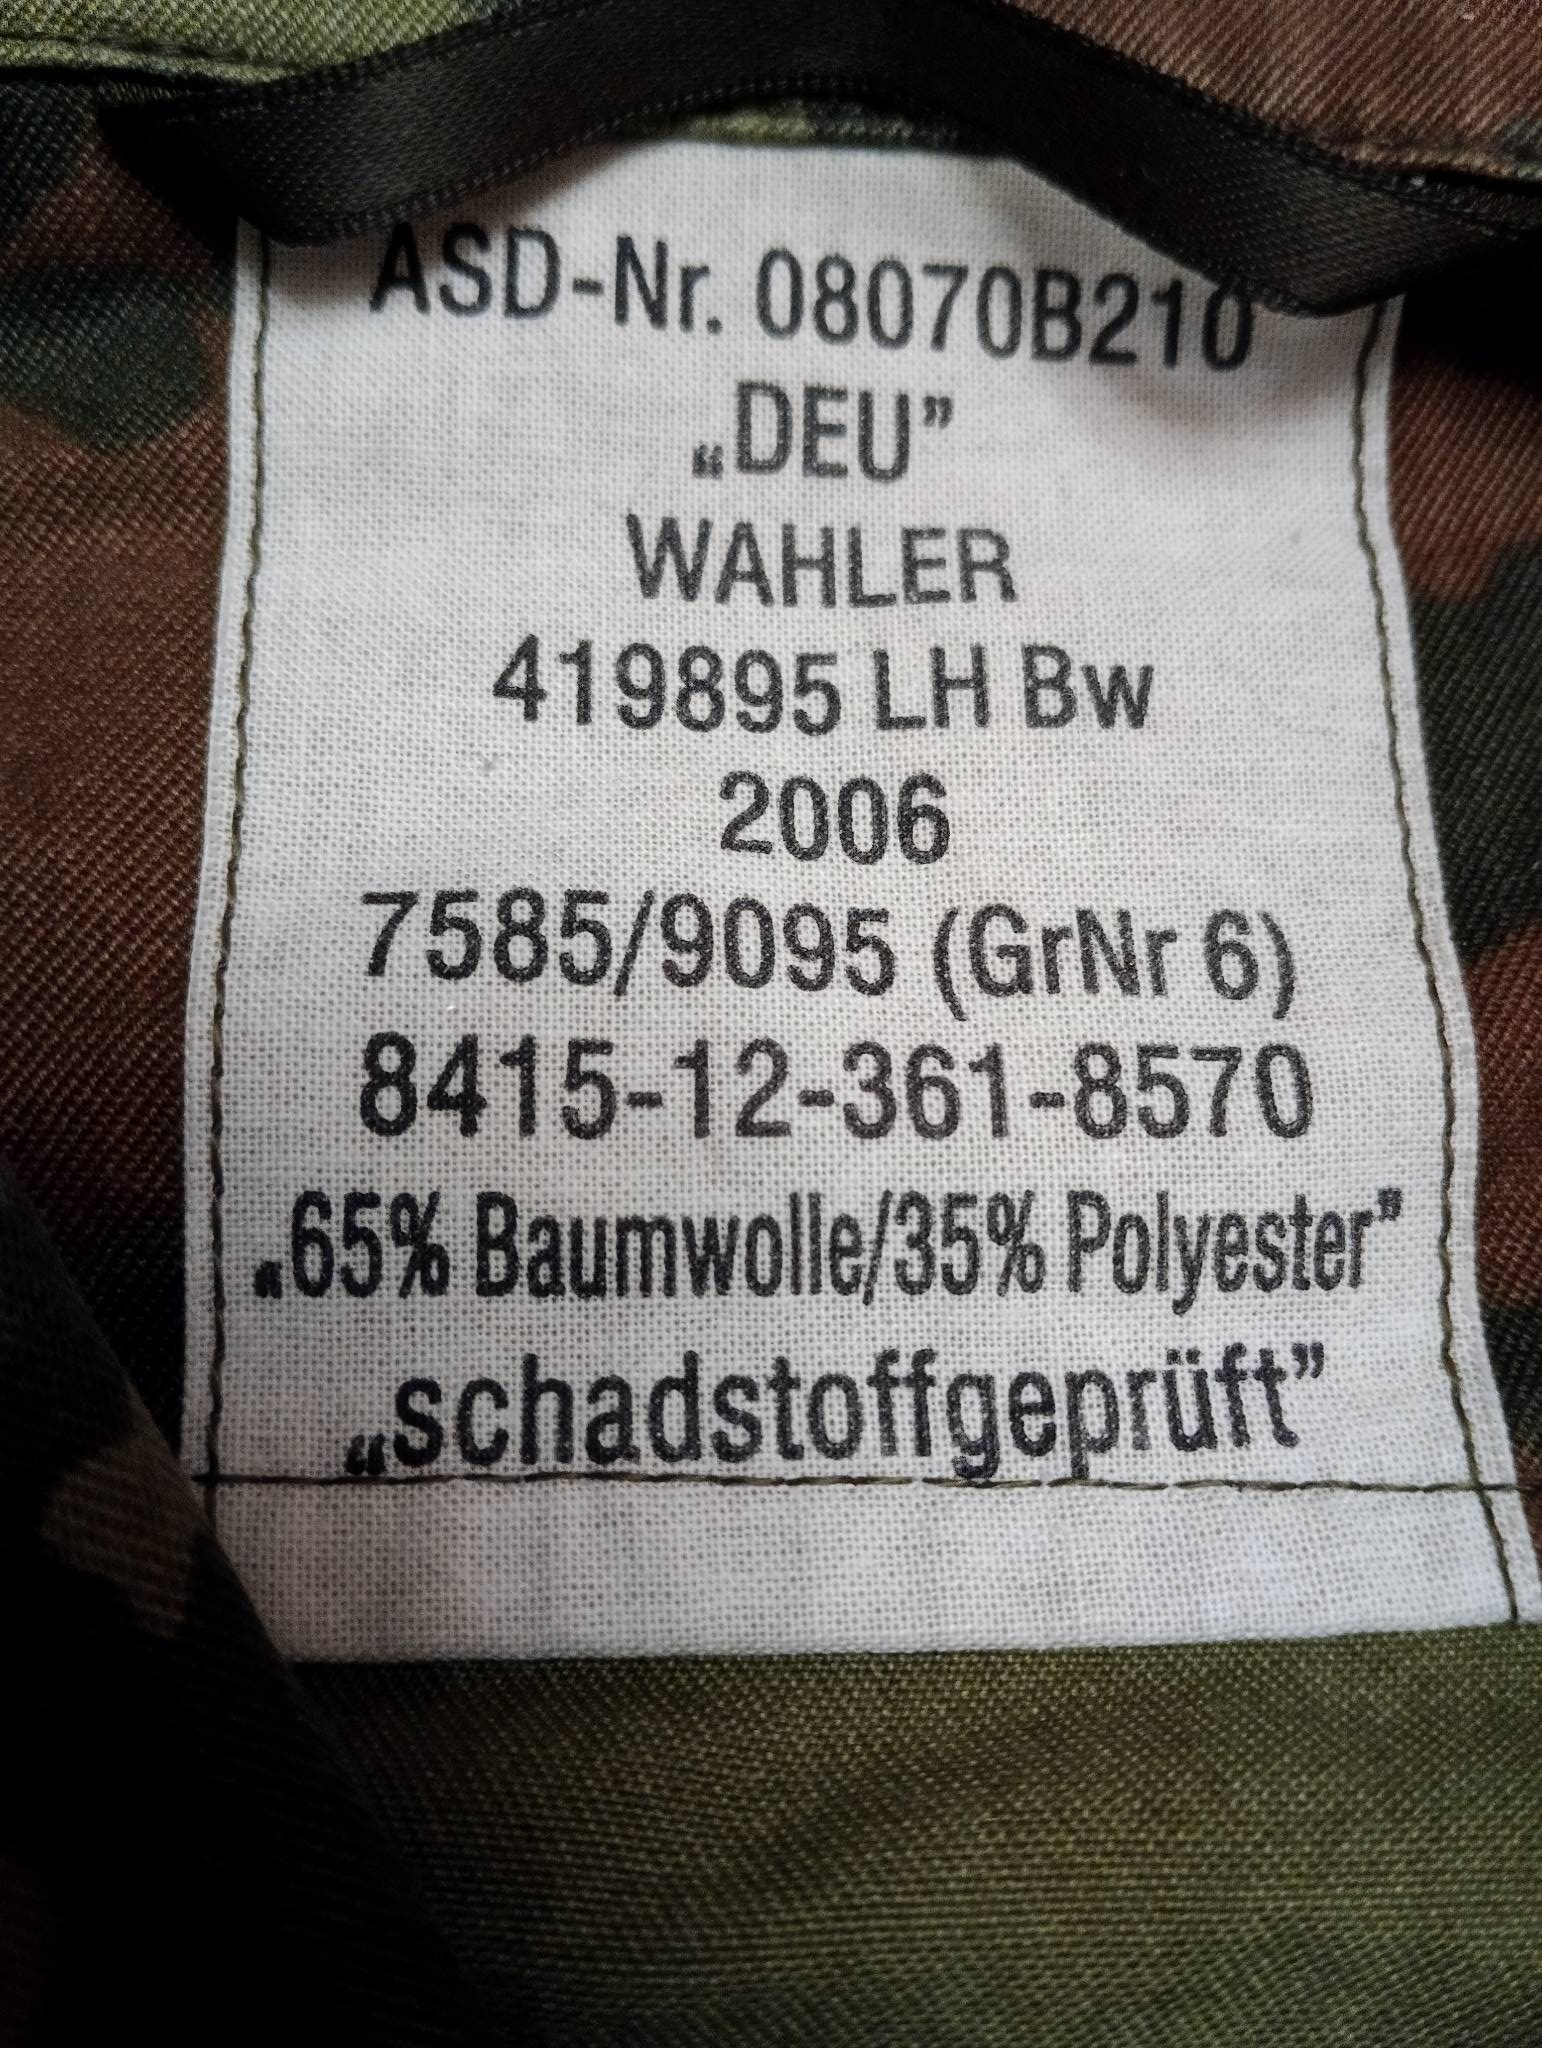 ASD-Nr. 08070B210
„DEU”
WAHLER
419895 LH Bw
2006
7585/9095 (GrNr 6)
8415-12-361-8570
„65% Baumwolle/35% Polyester”
„schadstoffgeprüft”